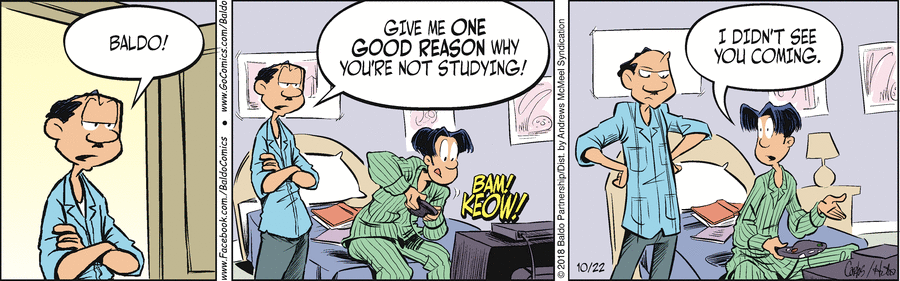 BALDO!
www.Facebook.com/BaldoComics • www.GoComics.com/Baldo
GIVE ME ONE
GOOD REASON WHY
YOU'RE NOT STUDYING!
BAM!
KEOW!
© 2018 Baldo Partnership/Dist. by Andrews McMeel Syndication
I DIDN'T SEE
YOU COMING.
10/22